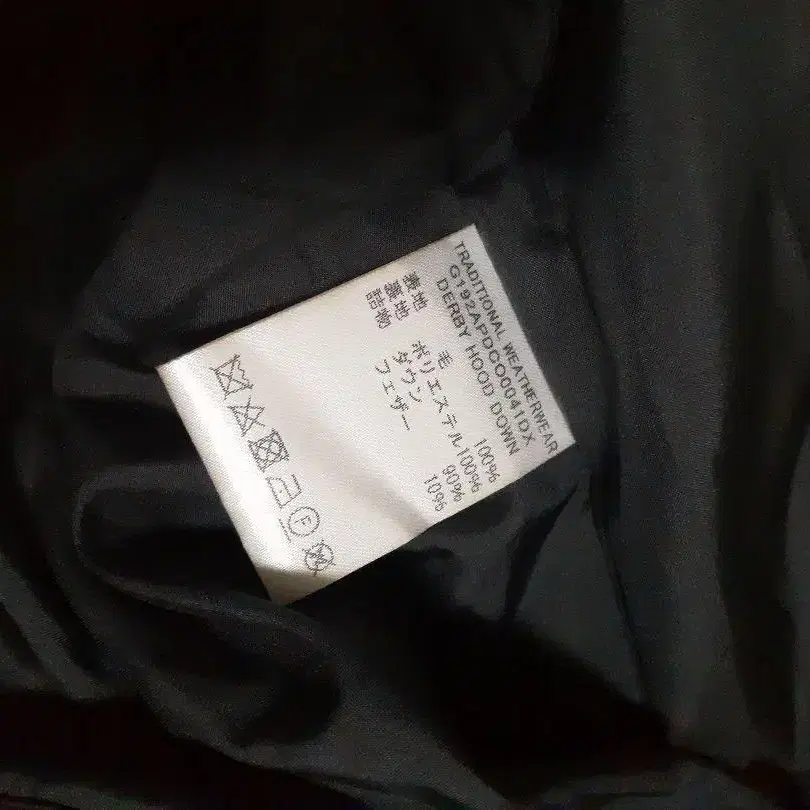 TRADITIONAL WEATHERWEAR
G192APDCO0041DX
DERBY HOOD DOWN
表地 毛 100%
裏地 ポリエステル100%
詰物 ダウン 90%
フェザー 10%
F
W